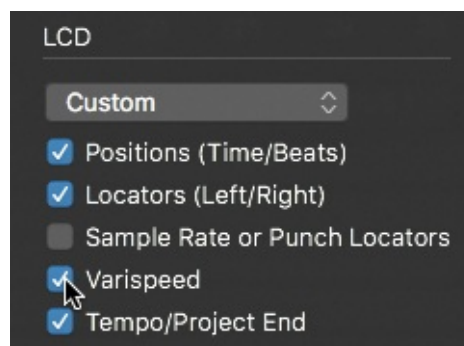 LCD
Custom
Positions (Time/Beats)
Locators (Left/Right)
Sample Rate or Punch Locators
Varispeed
Tempo/Project End